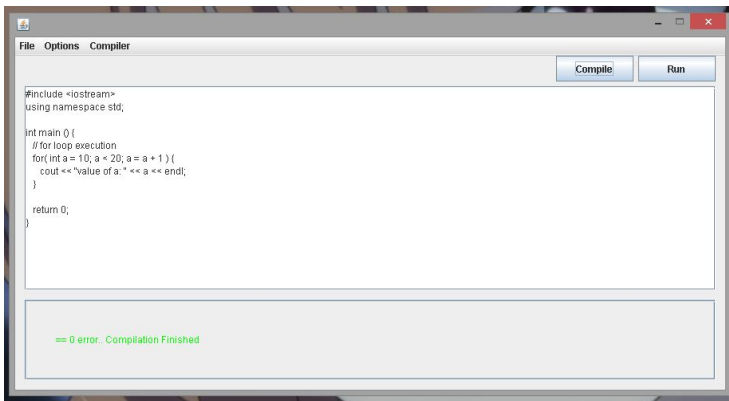 File Options Compiler
Compile Run
#include <iostream>
using namespace std;
int main () {
// for loop execution
for( int a = 10; a < 20; a = a + 1 ) {
cout << "value of a: " << a << endl;
}
return 0;
}
== 0 error.. Compilation Finished